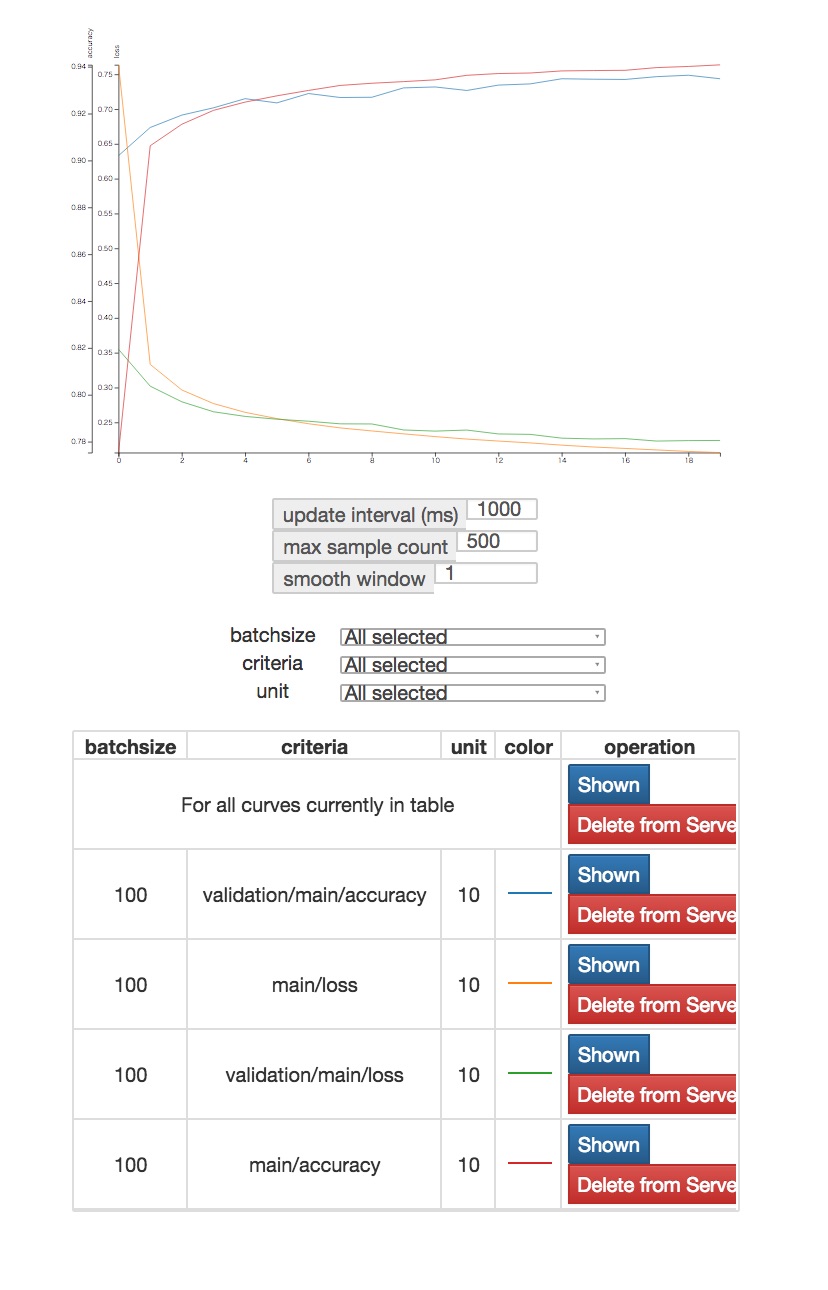 accuracy
loss
0.94
0.92
0.90
0.88
0.86
0.84
0.82
0.80
0.78
0.75
0.70
0.65
0.60
0.55
0.50
0.45
0.40
0.35
0.30
0.25
0 2 4 6 8 10 12 14 16 18
update interval (ms) 1000
max sample count 500
smooth window 1
batchsize All selected
criteria All selected
unit All selected
batchsize criteria unit color operation
For all curves currently in table
Shown
Delete from Serve
100 validation/main/accuracy 10
Shown
Delete from Serve
100 main/loss 10
Shown
Delete from Serve
100 validation/main/loss 10
Shown
Delete from Serve
100 main/accuracy 10
Shown
Delete from Serve